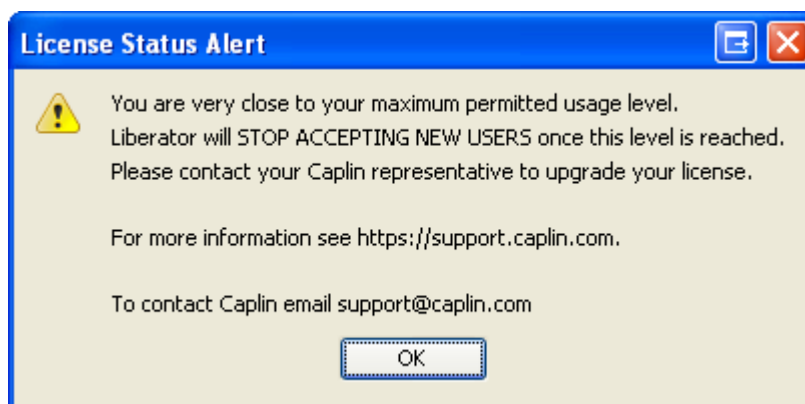 License Status Alert
You are very close to your maximum permitted usage level.
Liberator will STOP ACCEPTING NEW USERS once this level is reached.
Please contact your Caplin representative to upgrade your license.
For more information see https://support.caplin.com.
To contact Caplin email support@caplin.com
OK